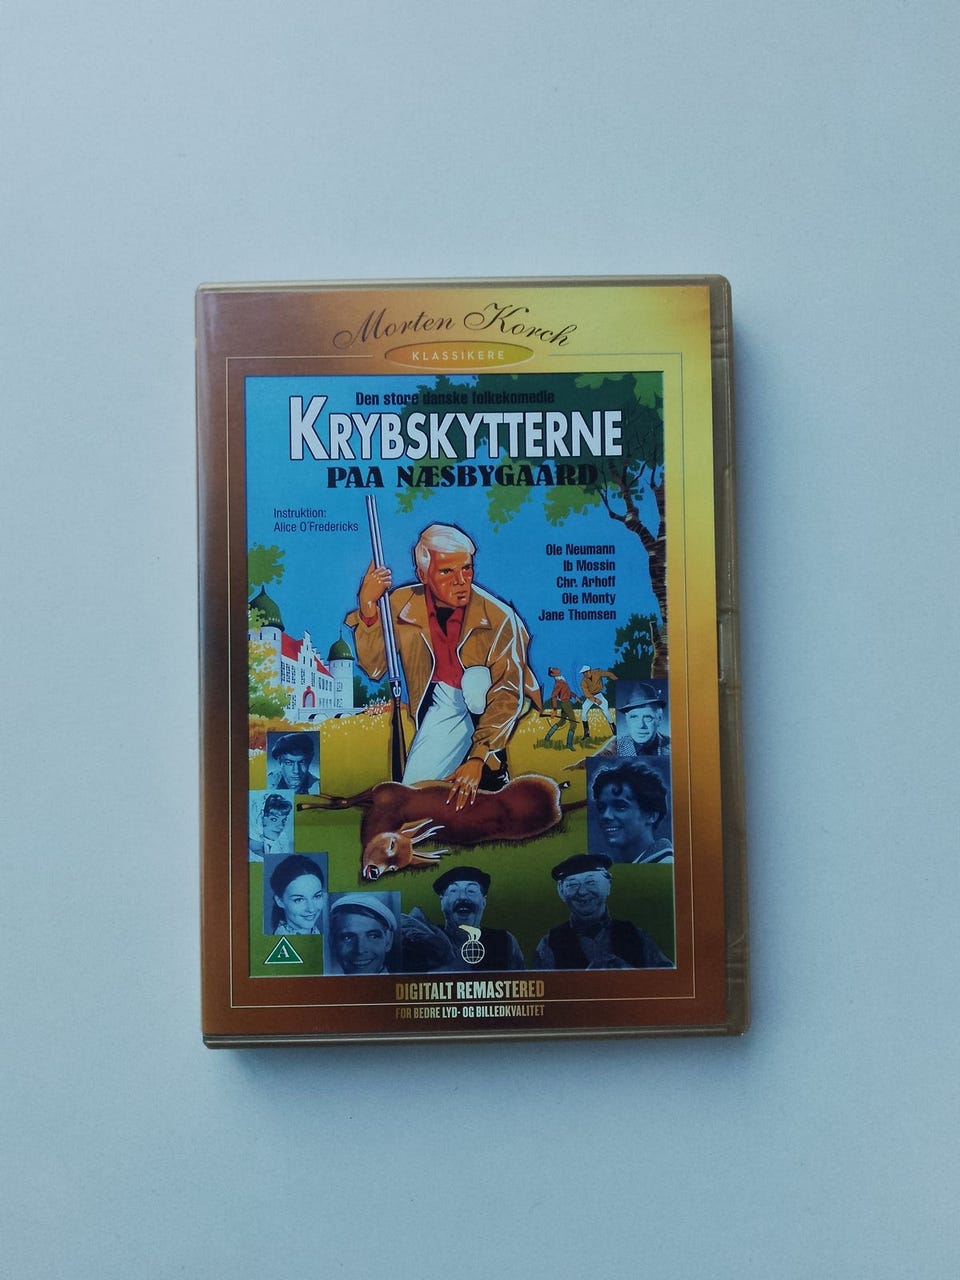 Morten Korch
KLASSIKERE
Den store danske folkekomedie
KRYBSKYTTERNE
PAA NÆSBYGAARD
Instruktion:
Alice O´Fredericks
Ole Neumann
Ib Mossin
Chr. Arhoff
Ole Monty
Jane Thomsen
A
DIGITALT REMASTERED
FOR BEDRE LYD- OG BILLEDKVALITET